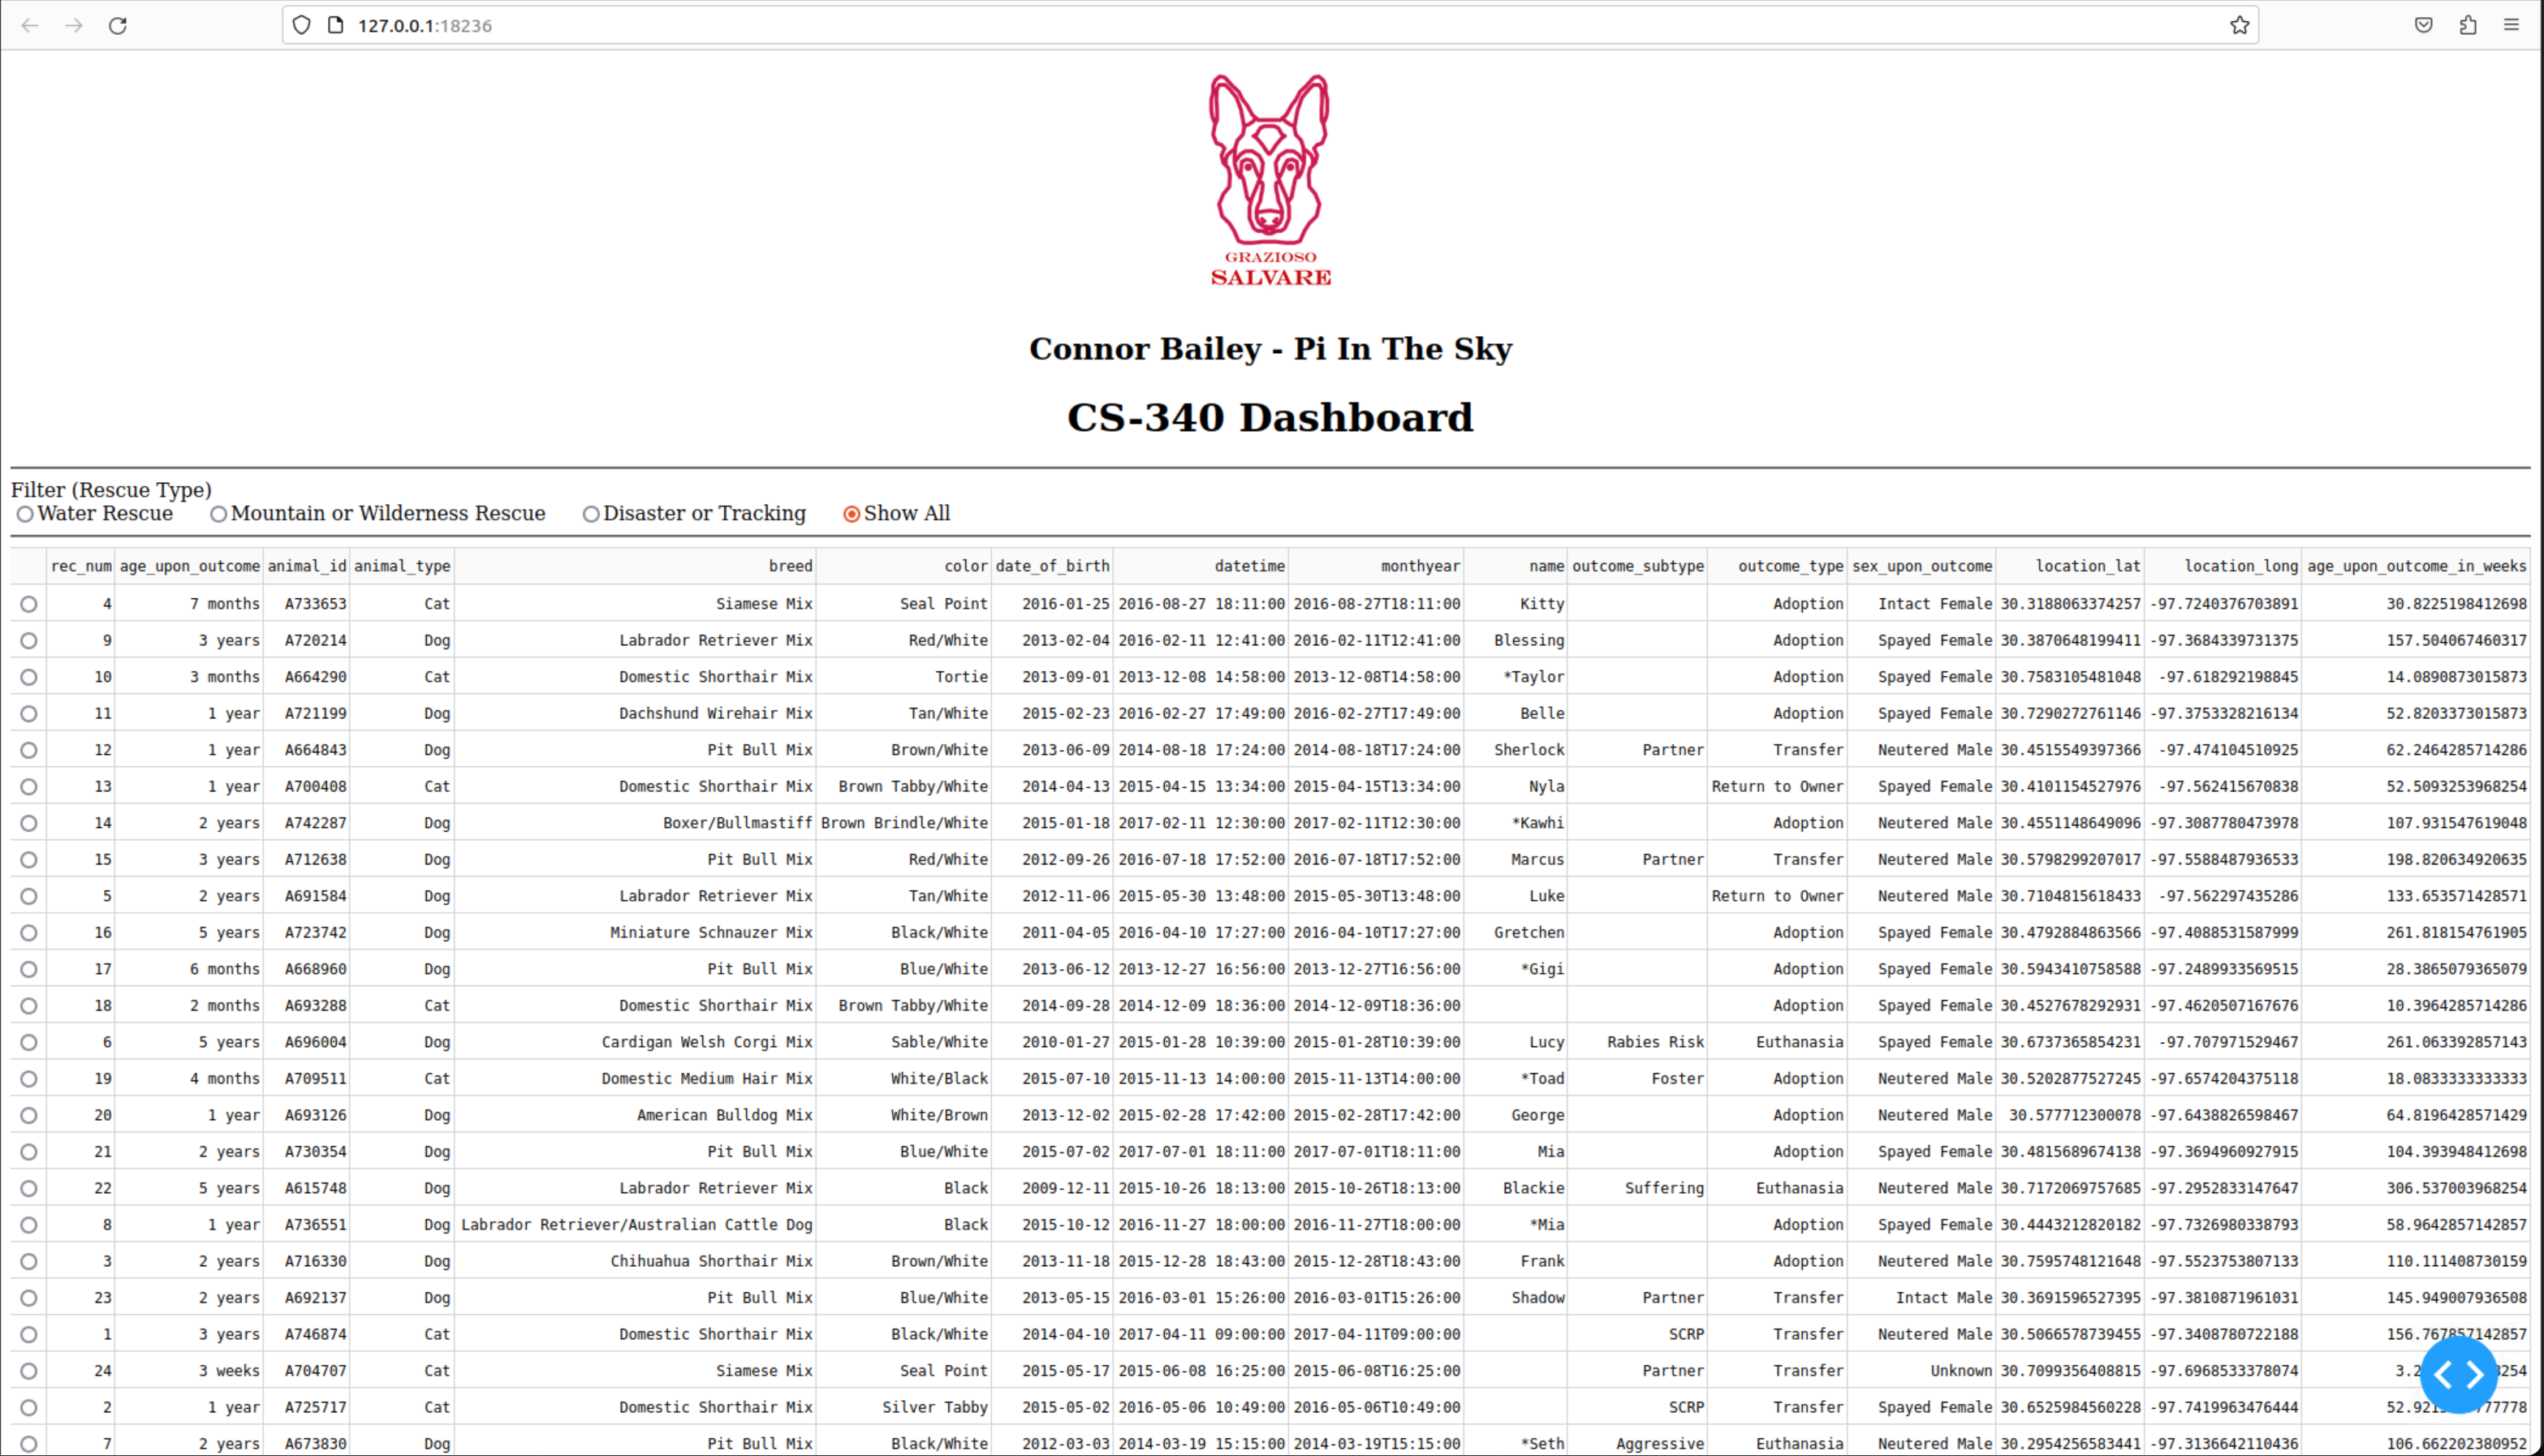 127.0.0.1:18236
GRAZIOSO
SALVARE
Connor Bailey - Pi In The Sky
CS-340 Dashboard
Filter (Rescue Type)
Water Rescue Mountain or Wilderness Rescue Disaster or Tracking Show All
rec_num age_upon_outcome animal_id animal_type breed color date_of_birth datetime monthyear name outcome_subtype outcome_type sex_upon_outcome location_lat location_long age_upon_outcome_in_weeks
4 7 months A733653 Cat Siamese Mix Seal Point 2016-01-25 2016-08-27 18:11:00 2016-08-27T18:11:00 Kitty Adoption Intact Female 30.3188063374257 -97.7240376703891 30.8225198412698
9 3 years A720214 Dog Labrador Retriever Mix Red/White 2013-02-04 2016-02-11 12:41:00 2016-02-11T12:41:00 Blessing Adoption Spayed Female 30.3870648199411 -97.3684339731375 157.504067460317
10 3 months A664290 Cat Domestic Shorthair Mix Tortie 2013-09-01 2013-12-08 14:58:00 2013-12-08T14:58:00 *Taylor Adoption Spayed Female 30.7583105481048 -97.618292198845 14.0890873015873
11 1 year A721199 Dog Dachshund Wirehair Mix Tan/White 2015-02-23 2016-02-27 17:49:00 2016-02-27T17:49:00 Belle Adoption Spayed Female 30.7290272761146 -97.3753328216134 52.8203373015873
12 1 year A664843 Dog Pit Bull Mix Brown/White 2013-06-09 2014-08-18 17:24:00 2014-08-18T17:24:00 Sherlock Partner Transfer Neutered Male 30.4515549397366 -97.474104510925 62.2464285714286
13 1 year A700408 Cat Domestic Shorthair Mix Brown Tabby/White 2014-04-13 2015-04-15 13:34:00 2015-04-15T13:34:00 Nyla Return to Owner Spayed Female 30.4101154527976 -97.562415670838 52.5093253968254
14 2 years A742287 Dog Boxer/Bullmastiff Brown Brindle/White 2015-01-18 2017-02-11 12:30:00 2017-02-11T12:30:00 *Kawhi Adoption Neutered Male 30.4551148649096 -97.3087780473978 107.931547619048
15 3 years A712638 Dog Pit Bull Mix Red/White 2012-09-26 2016-07-18 17:52:00 2016-07-18T17:52:00 Marcus Partner Transfer Neutered Male 30.5798299207017 -97.5588487936533 198.820634920635
5 2 years A691584 Dog Labrador Retriever Mix Tan/White 2012-11-06 2015-05-30 13:48:00 2015-05-30T13:48:00 Luke Return to Owner Neutered Male 30.7104815618433 -97.562297435286 133.653571428571
16 5 years A723742 Dog Miniature Schnauzer Mix Black/White 2011-04-05 2016-04-10 17:27:00 2016-04-10T17:27:00 Gretchen Adoption Spayed Female 30.4792884863566 -97.4088531587999 261.818154761905
17 6 months A668960 Dog Pit Bull Mix Blue/White 2013-06-12 2013-12-27 16:56:00 2013-12-27T16:56:00 *Gigi Adoption Spayed Female 30.5943410758588 -97.2489933569515 28.3865079365079
18 2 months A693288 Cat Domestic Shorthair Mix Brown Tabby/White 2014-09-28 2014-12-09 18:36:00 2014-12-09T18:36:00 Adoption Spayed Female 30.4527678292931 -97.4620507167676 10.3964285714286
6 5 years A696004 Dog Cardigan Welsh Corgi Mix Sable/White 2010-01-27 2015-01-28 10:39:00 2015-01-28T10:39:00 Lucy Rabies Risk Euthanasia Spayed Female 30.6737365854231 -97.707971529467 261.063392857143
19 4 months A709511 Cat Domestic Medium Hair Mix White/Black 2015-07-10 2015-11-13 14:00:00 2015-11-13T14:00:00 *Toad Foster Adoption Neutered Male 30.5202877527245 -97.6574204375118 18.0833333333333
20 1 year A693126 Dog American Bulldog Mix White/Brown 2013-12-02 2015-02-28 17:42:00 2015-02-28T17:42:00 George Adoption Neutered Male 30.577712300078 -97.6438826598467 64.8196428571429
21 2 years A730354 Dog Pit Bull Mix Blue/White 2015-07-02 2017-07-01 18:11:00 2017-07-01T18:11:00 Mia Adoption Spayed Female 30.4815689674138 -97.3694960927915 104.393948412698
22 5 years A615748 Dog Labrador Retriever Mix Black 2009-12-11 2015-10-26 18:13:00 2015-10-26T18:13:00 Blackie Suffering Euthanasia Neutered Male 30.7172069757685 -97.2952833147647 306.537003968254
8 1 year A736551 Dog Labrador Retriever/Australian Cattle Dog Black 2015-10-12 2016-11-27 18:00:00 2016-11-27T18:00:00 *Mia Adoption Spayed Female 30.4443212820182 -97.7326980338793 58.9642857142857
3 2 years A716330 Dog Chihuahua Shorthair Mix Brown/White 2013-11-18 2015-12-28 18:43:00 2015-12-28T18:43:00 Frank Adoption Neutered Male 30.7595748121648 -97.5523753807133 110.111408730159
23 2 years A692137 Dog Pit Bull Mix Blue/White 2013-05-15 2016-03-01 15:26:00 2016-03-01T15:26:00 Shadow Partner Transfer Intact Male 30.3691596527395 -97.3810871961031 145.949007936508
1 3 years A746874 Cat Domestic Shorthair Mix Black/White 2014-04-10 2017-04-11 09:00:00 2017-04-11T09:00:00 SCRP Transfer Neutered Male 30.5066578739455 -97.3408780722188 156.767857142857
24 3 weeks A704707 Cat Siamese Mix Seal Point 2015-05-17 2015-06-08 16:25:00 2015-06-08T16:25:00 Partner Transfer Unknown 30.7099356408815 -97.6968533378074
2 1 year A725717 Cat Domestic Shorthair Mix Silver Tabby 2015-05-02 2016-05-06 10:49:00 2016-05-06T10:49:00 SCRP Transfer Spayed Female 30.6525984560228 -97.7419963476444
7 2 years A673830 Dog Pit Bull Mix Black/White 2012-03-03 2014-03-19 15:15:00 2014-03-19T15:15:00 *Seth Aggressive Euthanasia Neutered Male 30.2954256583441 -97.3136642110436 106.662202380952